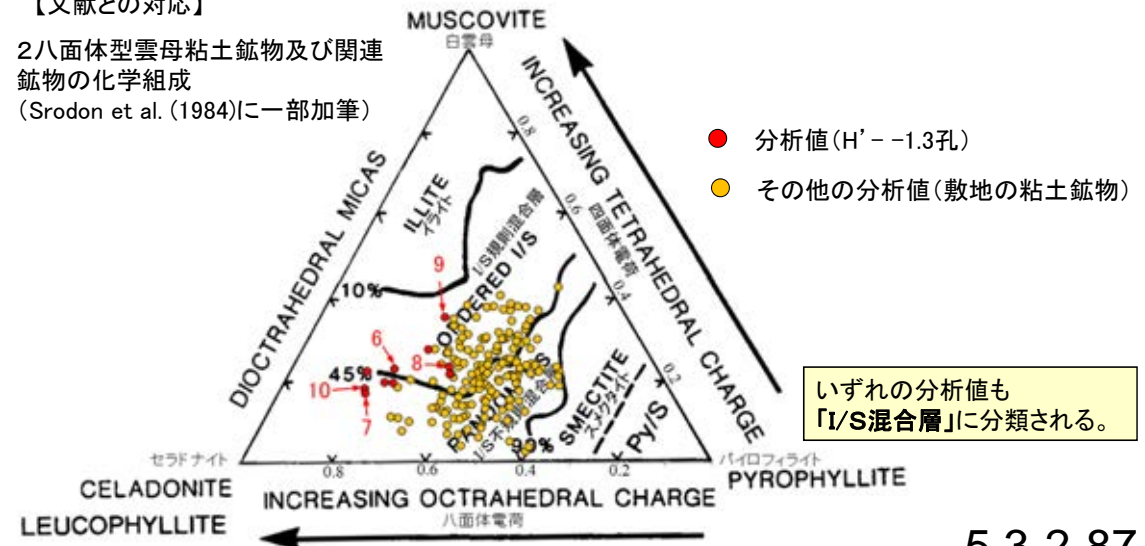 【文献との対応】
2八面体型雲母粘土鉱物及び関連
鉱物の化学組成
(Srodon et al. (1984)に一部加筆)
MUSCOVITE
白雲母
INCREASING TETRAHEDRAL CHARGE
四面体電荷
0.8
0.6
0.4
0.2
DIOCTRAHEDRAL MICAS
ILLITE
イライト
I/S規則混合層
ORDERED I/S
10%
45%
9
6
8
10
7
I/S不規則混合層
SMECTITE
スメクタイト
Py/S
セラドナイト
CELADONITE
LEUCOPHYLLITE
0.8
0.6
0.4
0.2
INCREASING OCTRAHEDRAL CHARGE
八面体電荷
パイロフィライト
PYROPHYLLITE
分析値(H’- -1.3孔)
その他の分析値(敷地の粘土鉱物)
いずれの分析値も
「I/S混合層」に分類される。
5.3.2.87